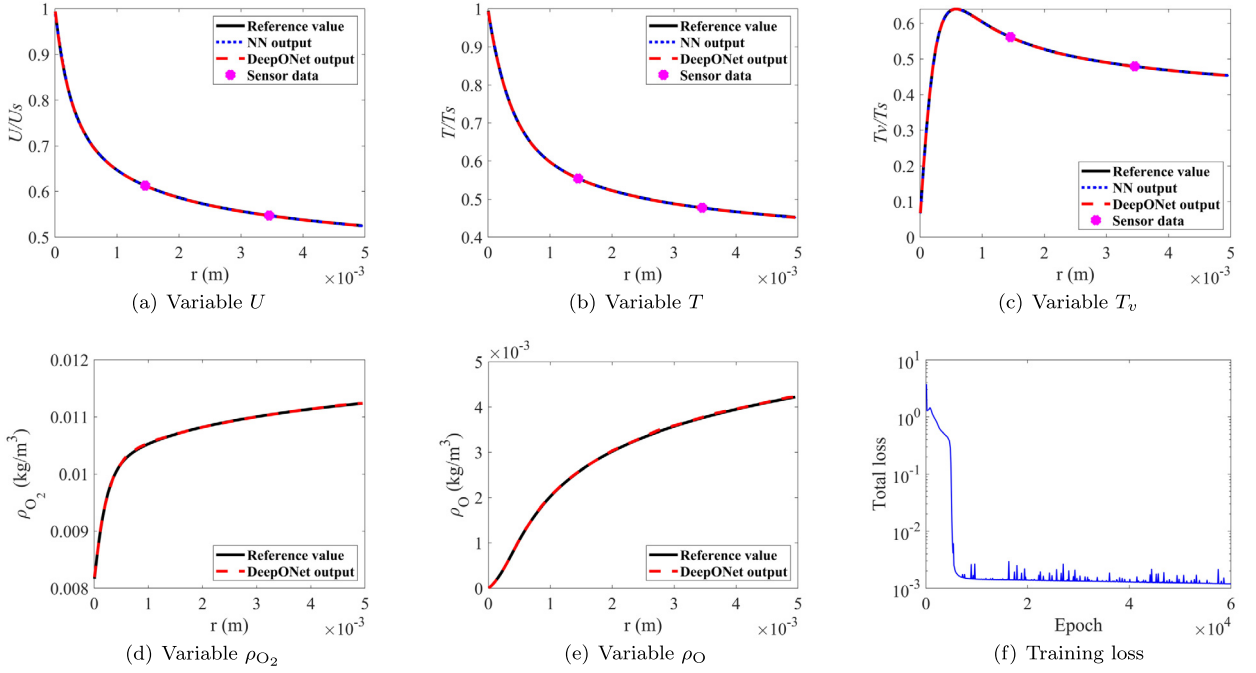 U/Us
1
0.9
0.8
0.7
0.6
0.5
0 1 2 3 4 5
r (m)
×10⁻³
Reference value
NN output
DeepONet output
Sensor data
(a) Variable U
T/Ts
1
0.9
0.8
0.7
0.6
0.5
0.4
0 1 2 3 4 5
r (m)
×10⁻³
Reference value
NN output
DeepONet output
Sensor data
(b) Variable T
Tv/Ts
0.6
0.5
0.4
0.3
0.2
0.1
0
0 1 2 3 4 5
r (m)
×10⁻³
Reference value
NN output
DeepONet output
Sensor data
(c) Variable Tᵥ
ρO₂ (kg/m³)
0.012
0.011
0.01
0.009
0.008
0 1 2 3 4 5
r (m)
×10⁻³
Reference value
DeepONet output
(d) Variable ρO₂
ρO (kg/m³)
×10⁻³
5
4
3
2
1
0
0 1 2 3 4 5
r (m)
×10⁻³
Reference value
DeepONet output
(e) Variable ρO
Total loss
10¹
10⁰
10⁻¹
10⁻²
10⁻³
0 2 4 6
Epoch
×10⁴
(f) Training loss